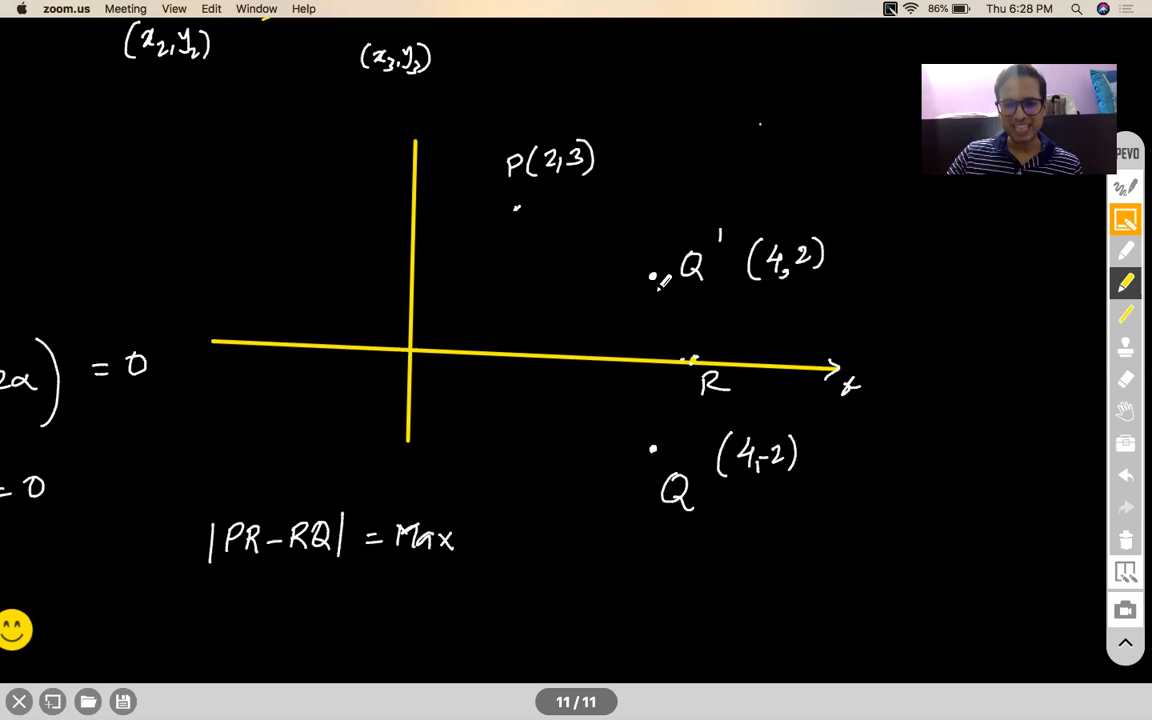 zoom.us Meeting View Edit Window Help 86% Thu 6:28 PM
(x₂,y₂)
(x₃,y₃)
PEVO
P(2,3)
Q' (4,2)
2α) = 0
R
x
(4,-2)
Q
= 0
|PR-RQ| = Max
11/11